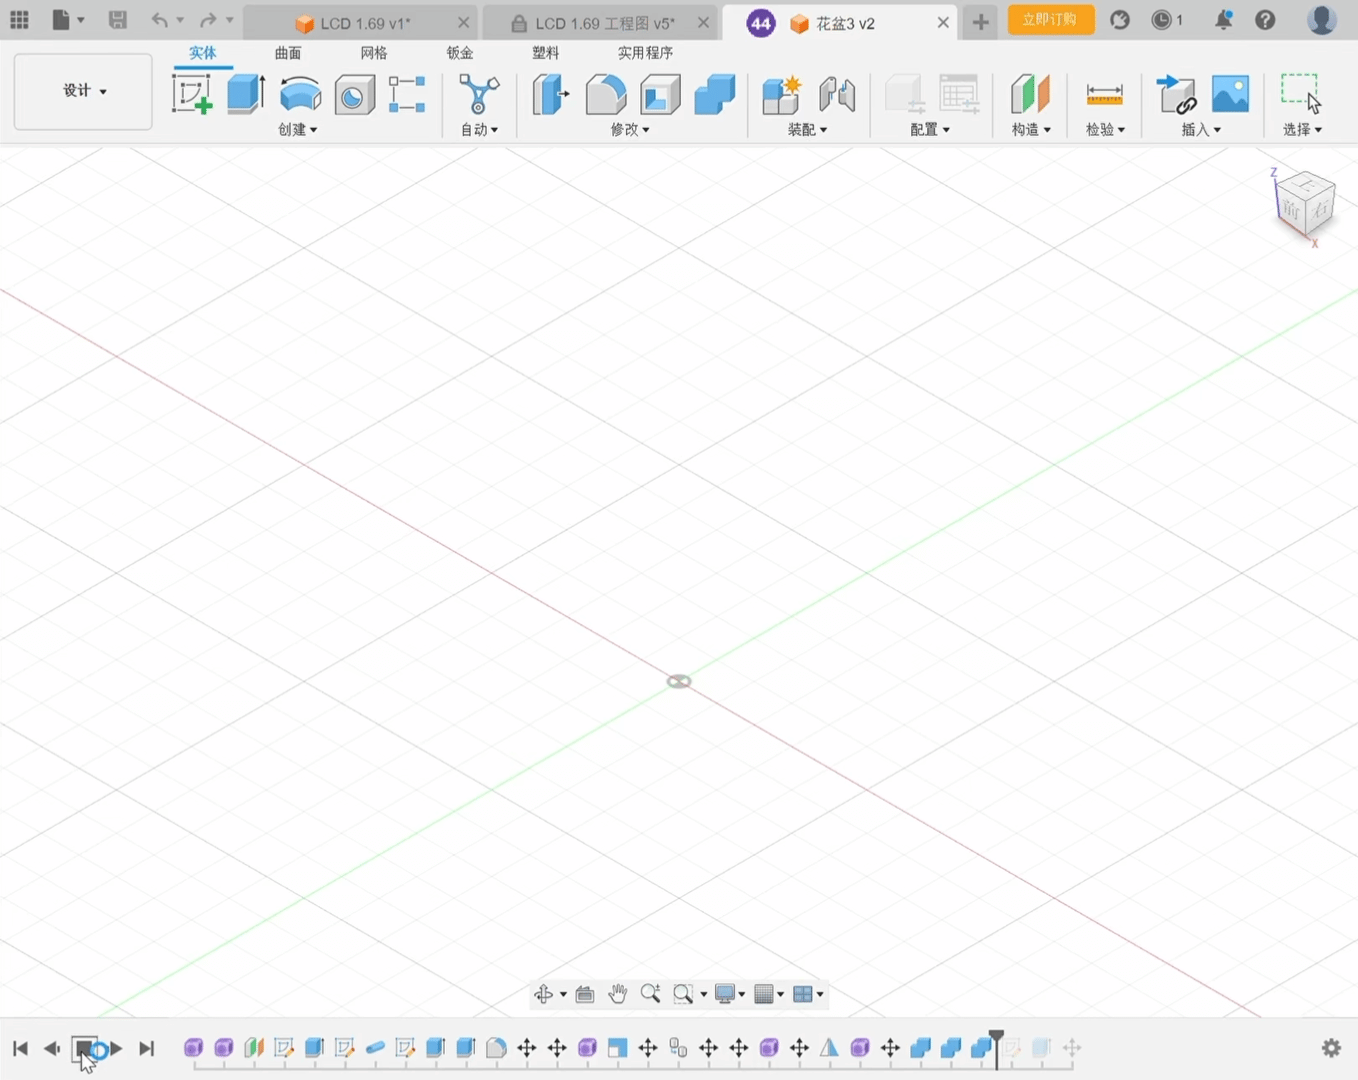 LCD 1.69 v1*
LCD 1.69 工程图 v5*
44
花盆3 v2
立即订购
1
实体
曲面
网格
钣金
塑料
实用程序
设计
创建
自动
修改
装配
配置
构造
检验
插入
选择
Z
上
前
右
X